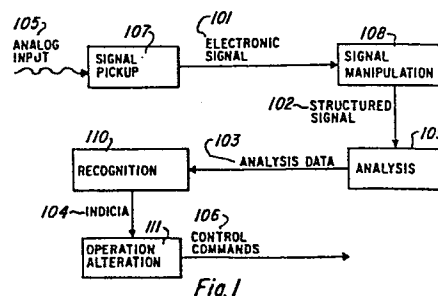 105
ANALOG
INPUT
107
SIGNAL
PICKUP
101
ELECTRONIC
SIGNAL
108
SIGNAL
MANIPULATION
102
STRUCTURED
SIGNAL
110
RECOGNITION
103
ANALYSIS DATA
ANALYSIS
104
INDICIA
111
OPERATION
ALTERATION
106
CONTROL
COMMANDS
Fig. 1